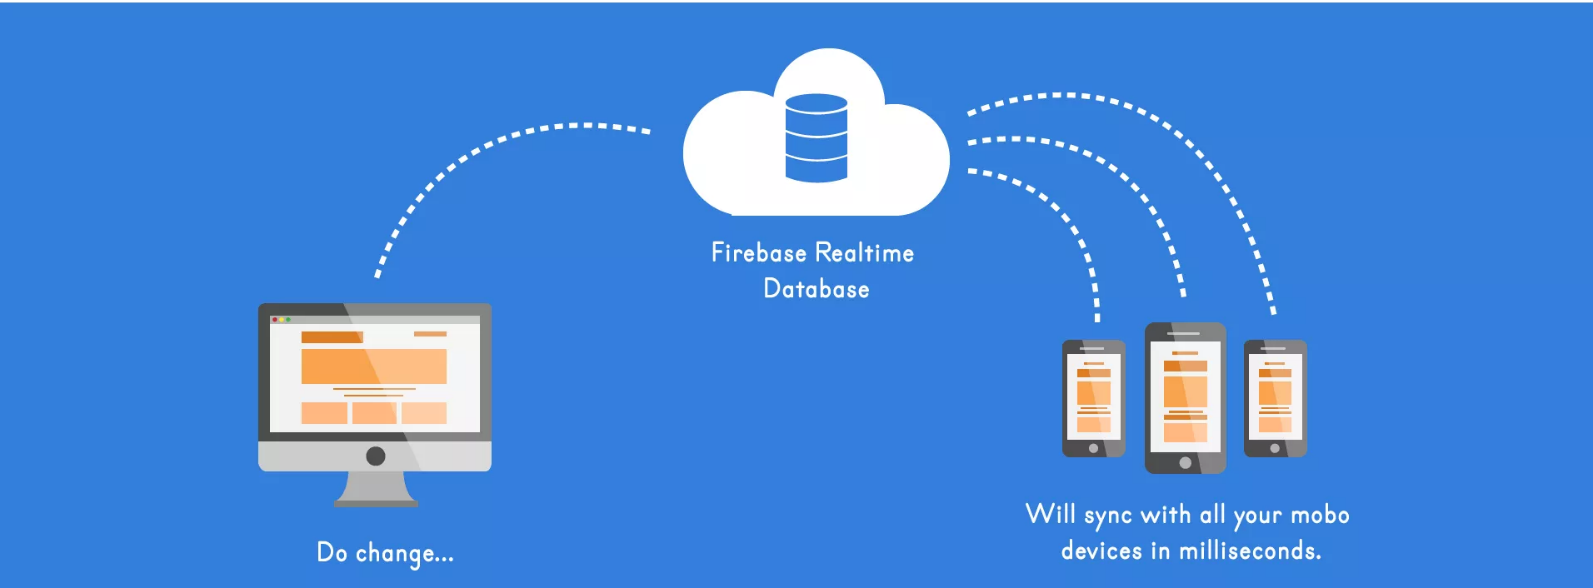 Firebase Realtime
Database
Do change...
Will sync with all your mobo
devices in milliseconds.